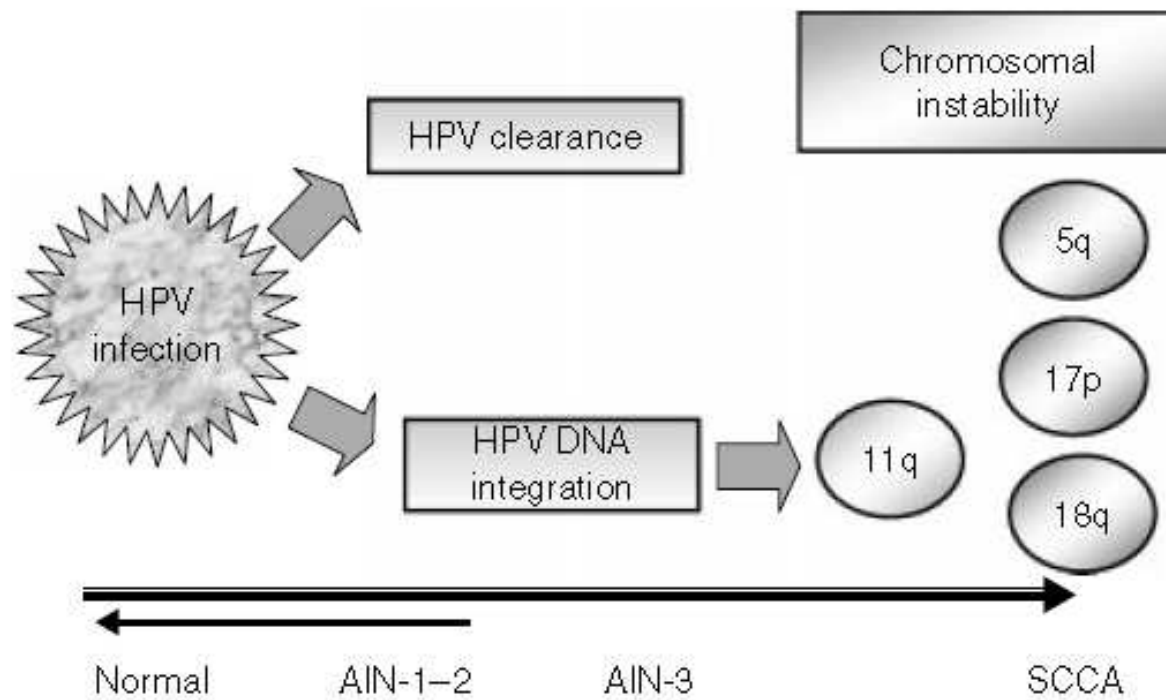 Chromosomal
instability
HPV clearance
5q
HPV
infection
17p
HPV DNA
integration
11q
18q
Normal
AIN-1–2
AIN-3
SCCA